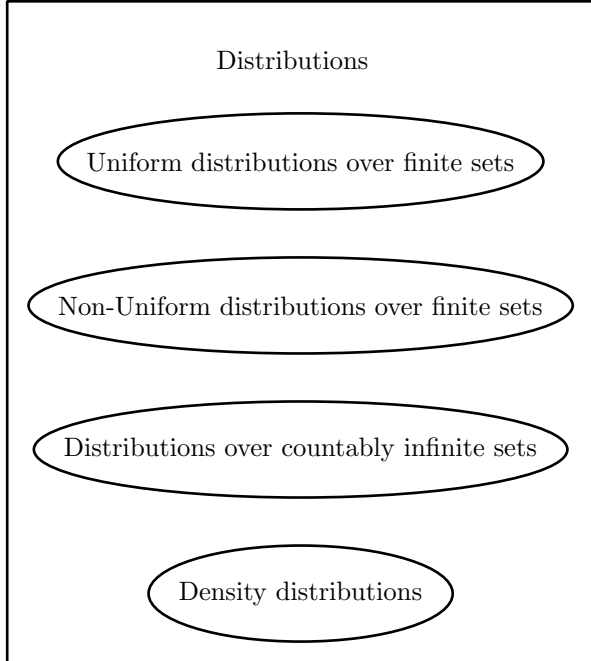 Distributions
Uniform distributions over finite sets
Non-Uniform distributions over finite sets
Distributions over countably infinite sets
Density distributions